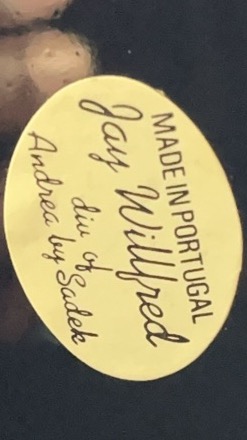 MADE IN PORTUGAL
Jay Willfred
div of
Andrea by Sadek